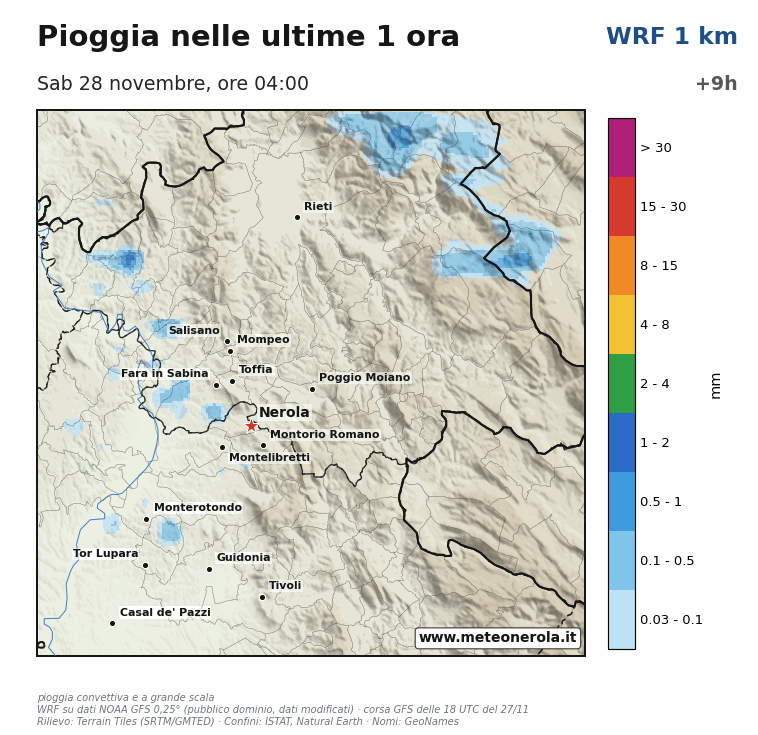 Pioggia nelle ultime 1 ora
WRF 1 km
Sab 28 novembre, ore 04:00
+9h
Rieti
Salisano
Mompeo
Fara in Sabina
Toffia
Poggio Moiano
Nerola
Montorio Romano
Montelibretti
Monterotondo
Tor Lupara
Guidonia
Tivoli
Casal de' Pazzi
www.meteonerola.it
> 30
15 - 30
8 - 15
4 - 8
2 - 4
1 - 2
0.5 - 1
0.1 - 0.5
0.03 - 0.1
mm
pioggia convettiva e a grande scala
WRF su dati NOAA GFS 0,25° (pubblico dominio, dati modificati) · corsa GFS delle 18 UTC del 27/11
Rilievo: Terrain Tiles (SRTM/GMTED) · Confini: ISTAT, Natural Earth · Nomi: GeoNames